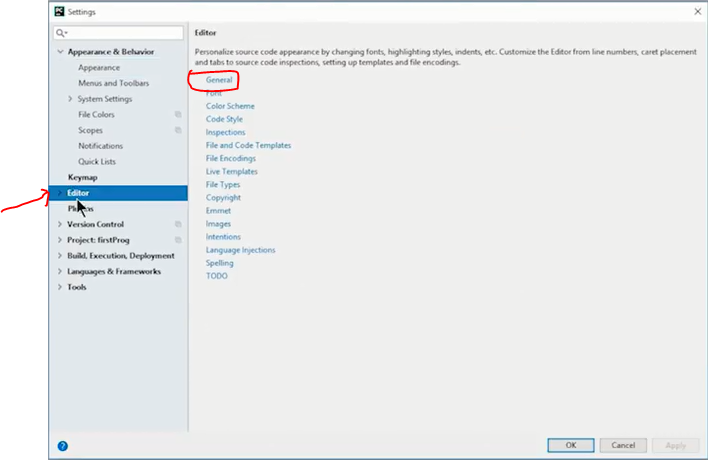 PC
Settings
Appearance & Behavior
Appearance
Menus and Toolbars
System Settings
File Colors
Scopes
Notifications
Quick Lists
Keymap
Editor
Plugins
Version Control
Project: firstProg
Build, Execution, Deployment
Languages & Frameworks
Tools
Editor
Personalize source code appearance by changing fonts, highlighting styles, indents, etc. Customize the Editor from line numbers, caret placement
and tabs to source code inspections, setting up templates and file encodings.
General
Font
Color Scheme
Code Style
Inspections
File and Code Templates
File Encodings
Live Templates
File Types
Copyright
Emmet
Images
Intentions
Language Injections
Spelling
TODO
?
OK
Cancel
Apply